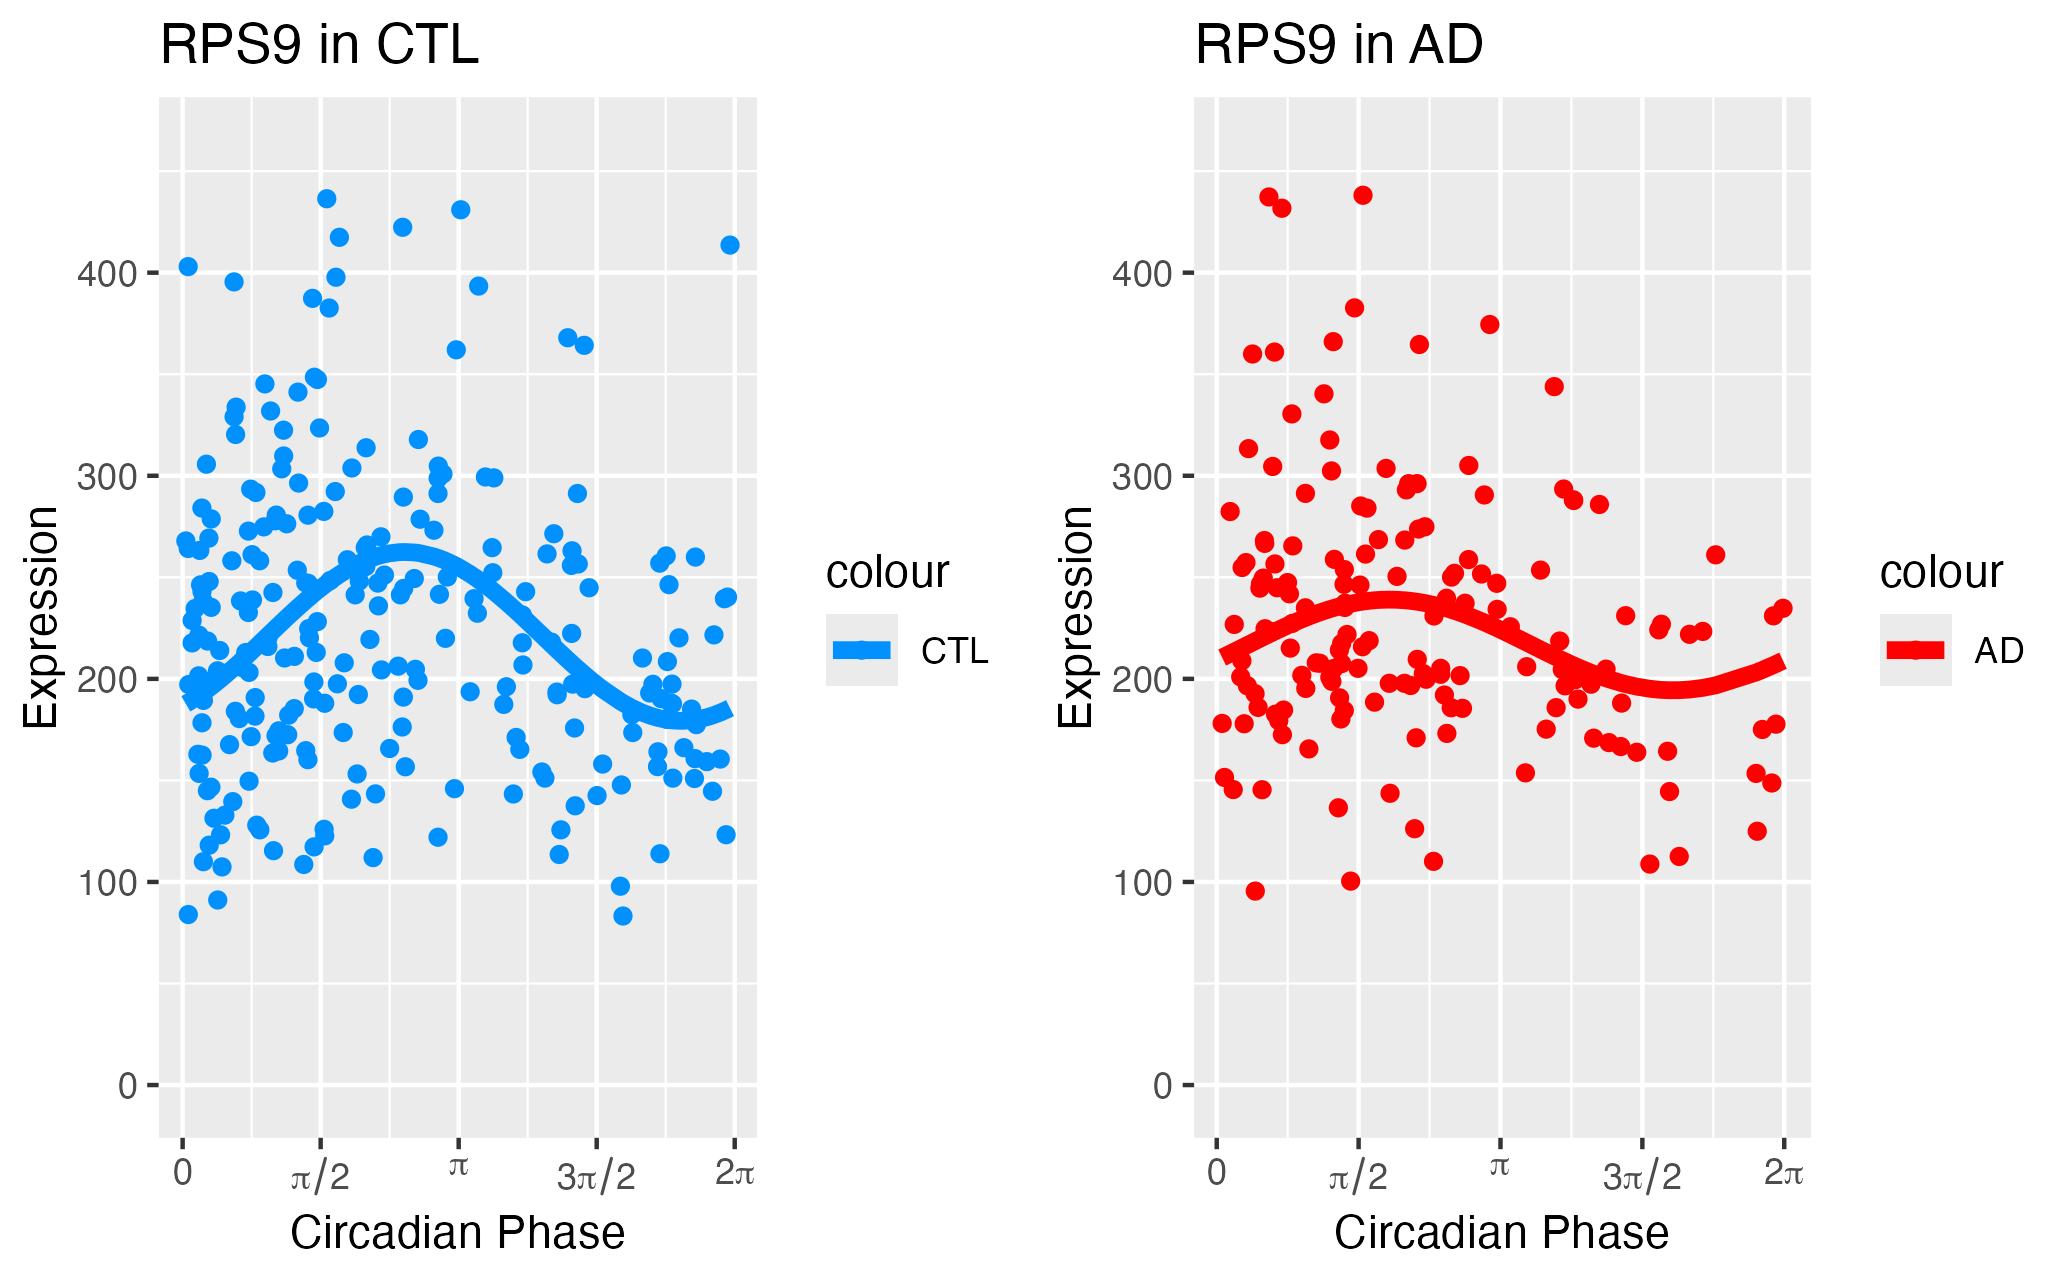 RPS9 in CTL
Expression
400
300
200
100
0
0 π/2 π 3π/2 2π
Circadian Phase
colour
CTL
RPS9 in AD
Expression
400
300
200
100
0
0 π/2 π 3π/2 2π
Circadian Phase
colour
AD